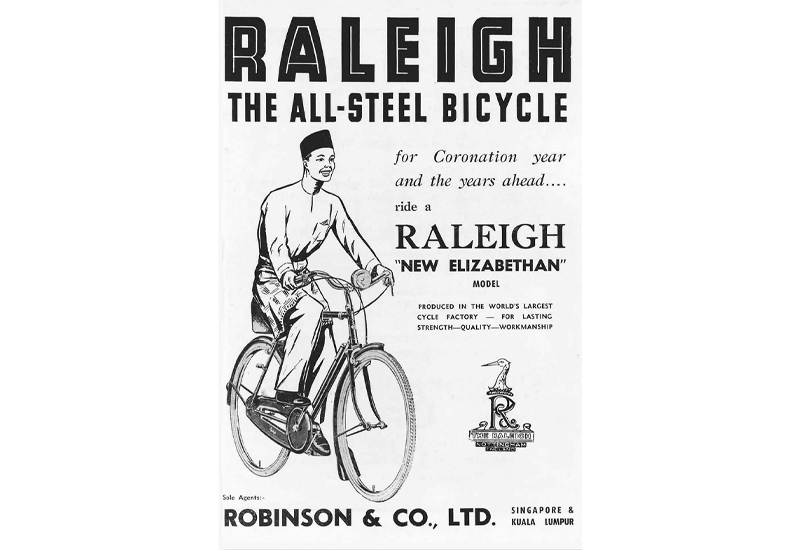 RALEIGH
THE ALL-STEEL BICYCLE
for Coronation year
and the years ahead....
ride a
RALEIGH
"NEW ELIZABETHAN"
MODEL
PRODUCED IN THE WORLD'S LARGEST
CYCLE FACTORY — FOR LASTING
STRENGTH—QUALITY—WORKMANSHIP
R
THE RALEIGH
NOTTINGHAM
ENGLAND
Sole Agents:-
ROBINSON & CO., LTD.
SINGAPORE &
KUALA LUMPUR